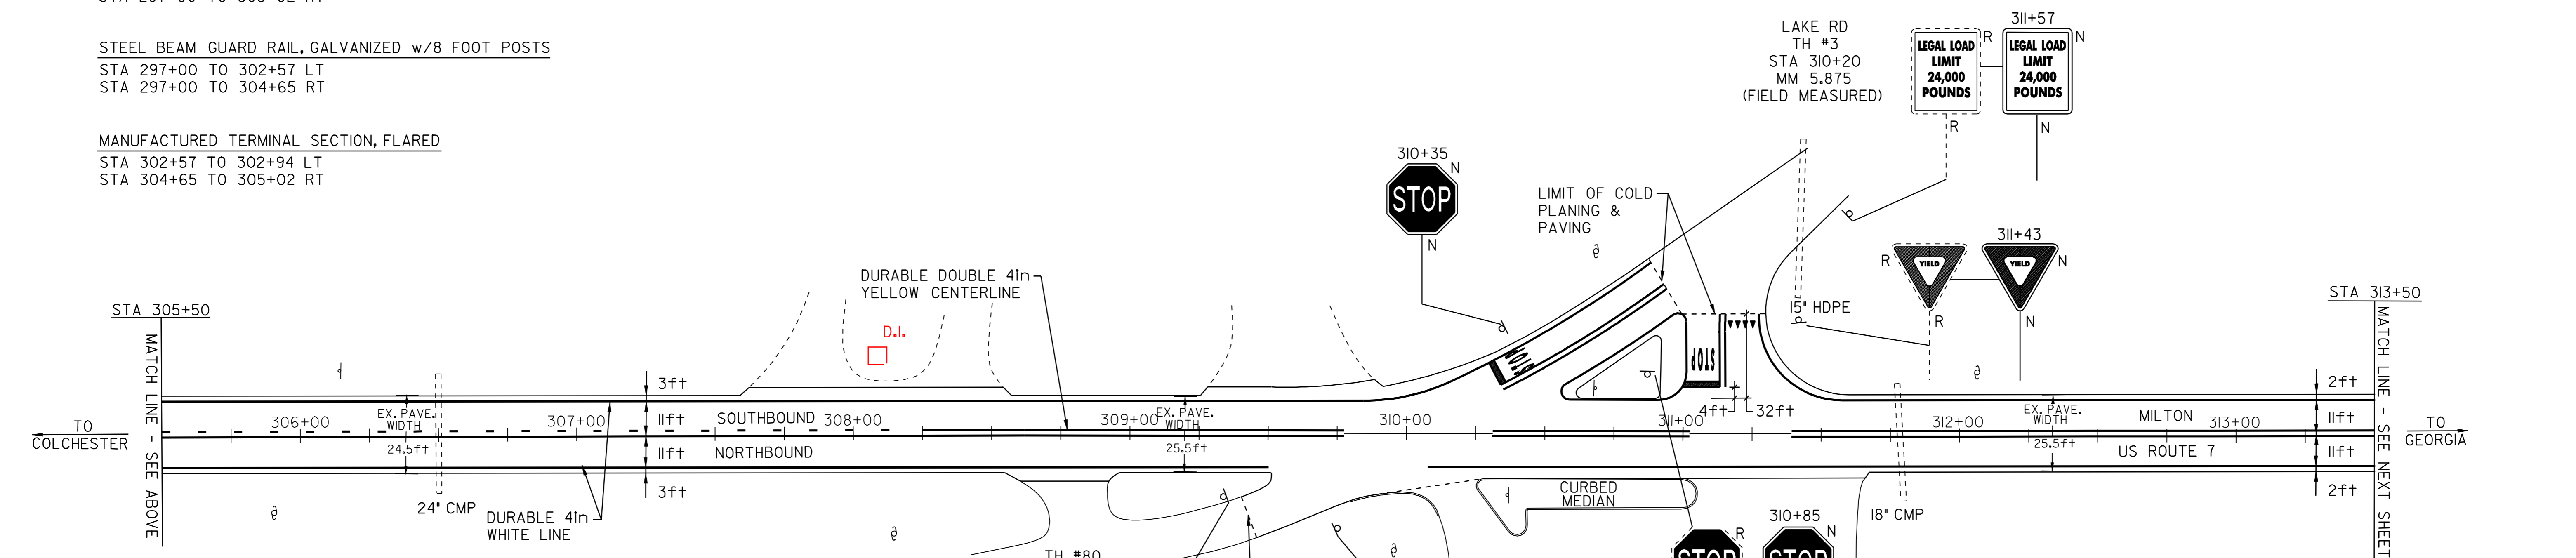 STEEL BEAM GUARD RAIL, GALVANIZED w/8 FOOT POSTS
STA 297+00 TO 302+57 LT
STA 297+00 TO 304+65 RT
MANUFACTURED TERMINAL SECTION, FLARED
STA 302+57 TO 302+94 LT
STA 304+65 TO 305+02 RT
LAKE RD
TH #3
STA 310+20
MM 5.875
(FIELD MEASURED)
311+57
R
N
LEGAL LOAD
LIMIT
24,000
POUNDS
LEGAL LOAD
LIMIT
24,000
POUNDS
R
N
310+35
N
STOP
N
LIMIT OF COLD
PLANING &
PAVING
311+43
R
YIELD
YIELD
N
R
N
15" HDPE
DURABLE DOUBLE 4in
YELLOW CENTERLINE
D.I.
STA 305+50
STA 313+50
MATCH LINE - SEE ABOVE
MATCH LINE - SEE NEXT SHEET
STOP
STOP
3ft
2ft
4ft
32ft
TO
COLCHESTER
306+00
EX. PAVE.
WIDTH
24.5ft
307+00
11ft
SOUTHBOUND
308+00
309+00
EX. PAVE.
WIDTH
25.5ft
310+00
311+00
312+00
EX. PAVE.
WIDTH
25.5ft
MILTON
313+00
11ft
TO
GEORGIA
11ft
NORTHBOUND
US ROUTE 7
11ft
3ft
2ft
24" CMP
DURABLE 4in
WHITE LINE
CURBED
MEDIAN
18" CMP
310+85
R
N
STOP
STOP
TH #80